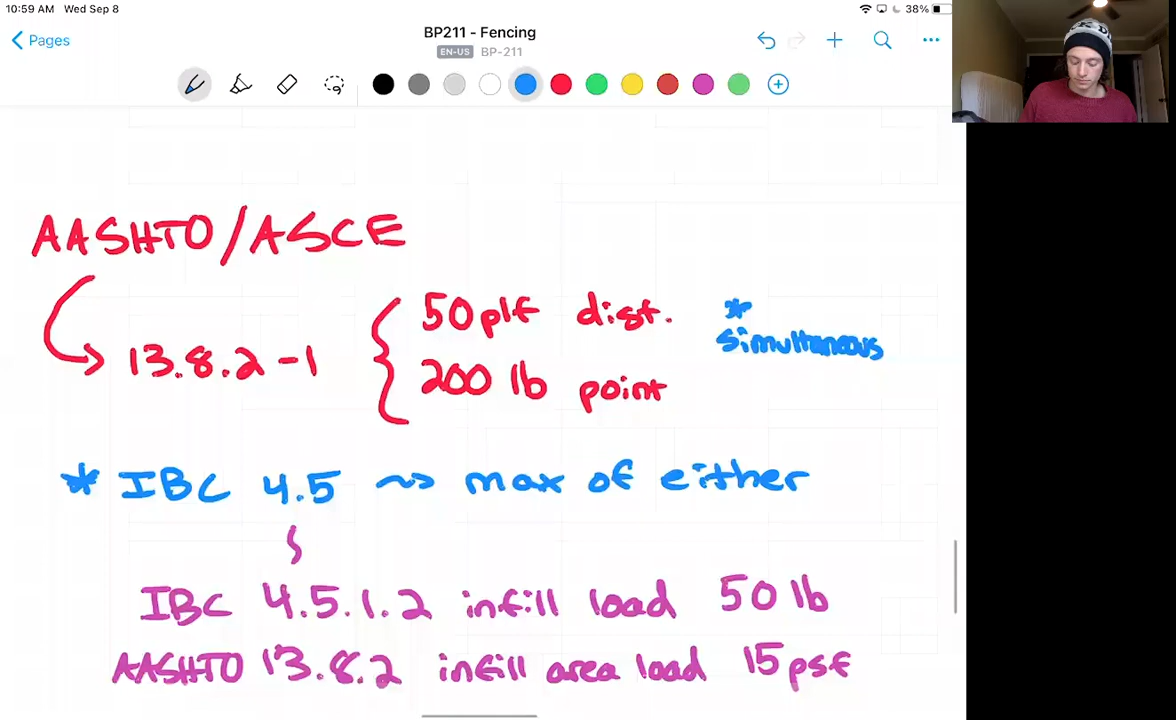 10:59 AM Wed Sep 8
38%
Pages
BP211 - Fencing
EN-US BP-211
AASHTO/ASCE
13.8.2-1
50 plf dist.
200 lb point
*
simultaneous
* IBC 4.5 ~> max of either
IBC 4.5.1.2 infill load 50 lb
AASHTO 13.8.2 infill area load 15 psf